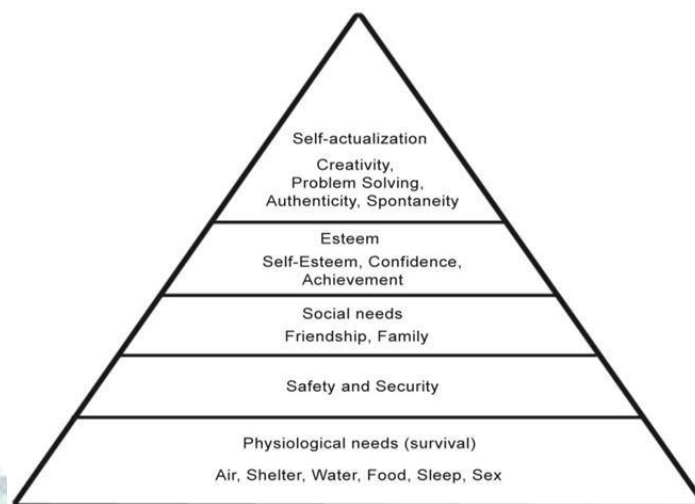 Self-actualization
Creativity,
Problem Solving,
Authenticity, Spontaneity
Esteem
Self-Esteem, Confidence,
Achievement
Social needs
Friendship, Family
Safety and Security
Physiological needs (survival)
Air, Shelter, Water, Food, Sleep, Sex